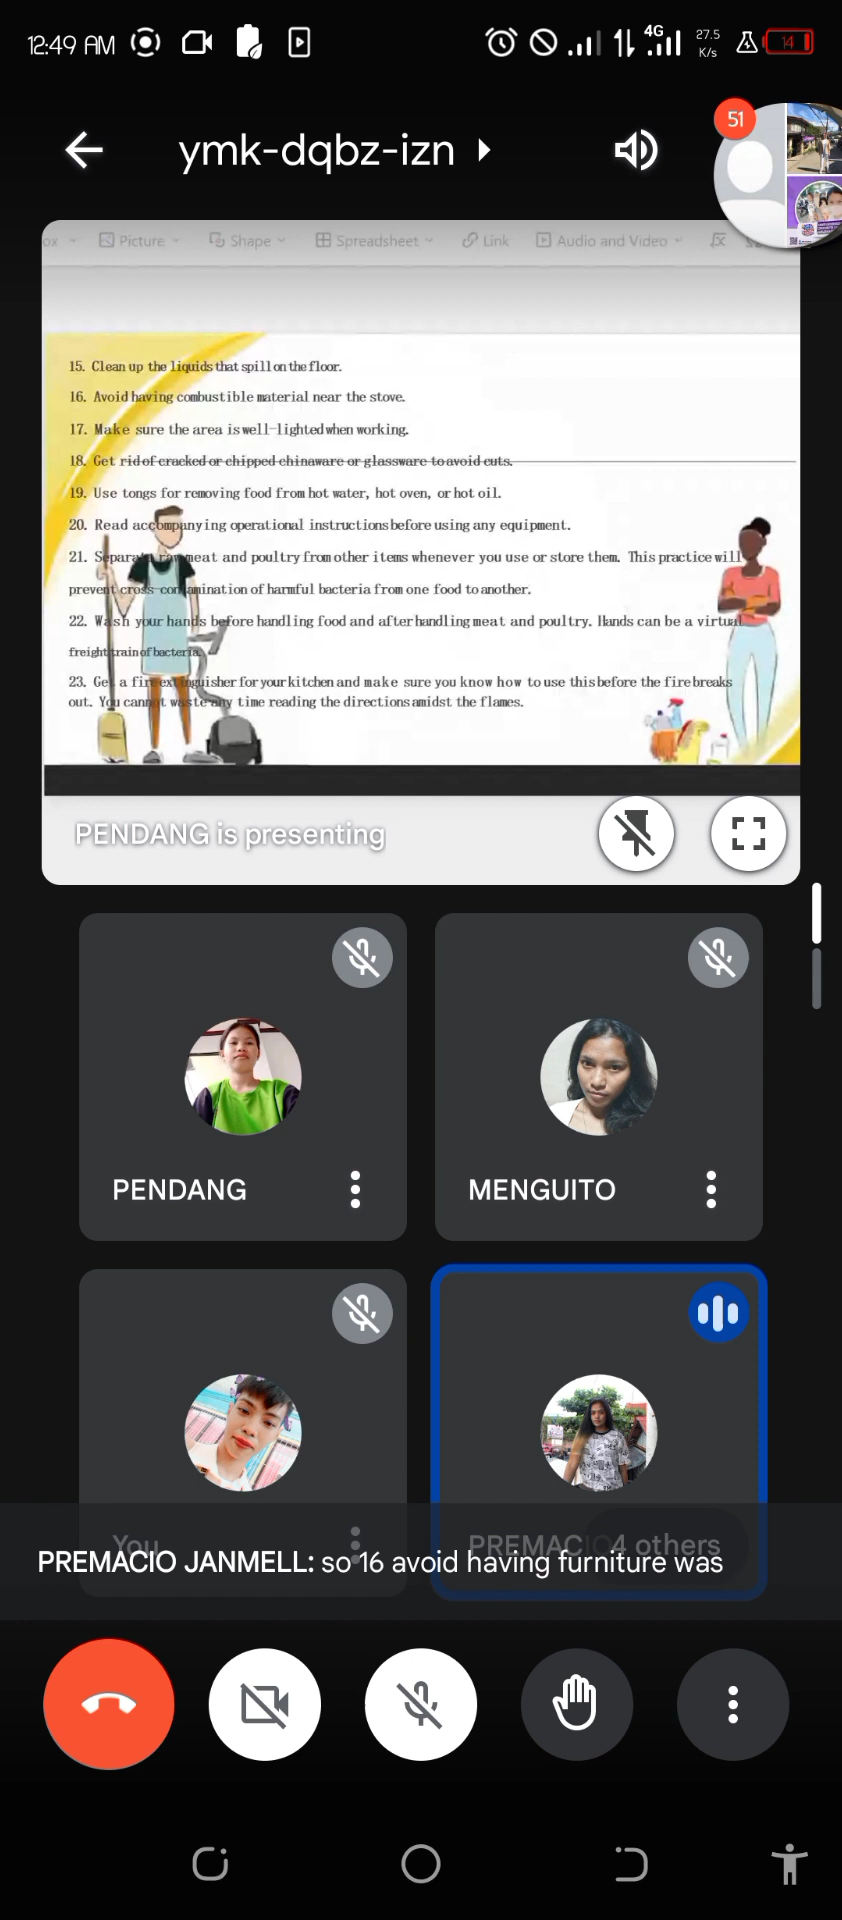 12:49 AM 4G 27.5 K/s 14
ymk-dqbz-izn
51
ox Picture Shape Spreadsheet Link Audio and Video
15. Clean up the liquids that spill on the floor.
16. Avoid having combustible material near the stove.
17. Make sure the area is well-lighted when working.
18. Get rid of cracked or chipped chinaware or glassware to avoid cuts.
19. Use tongs for removing food from hot water, hot oven, or hot oil.
20. Read accompanying operational instructions before using any equipment.
21. Separate raw meat and poultry from other items whenever you use or store them. This practice will
prevent cross-contamination of harmful bacteria from one food to another.
22. Wash your hands before handling food and after handling meat and poultry. Hands can be a virtual
freight train of bacteria.
23. Get a fire extinguisher for your kitchen and make sure you know how to use this before the fire breaks
out. You cannot waste any time reading the directions amidst the flames.
PENDANG is presenting
PENDANG
MENGUITO
You
PREMACIO
4 others
PREMACIO JANMELL: so 16 avoid having furniture was